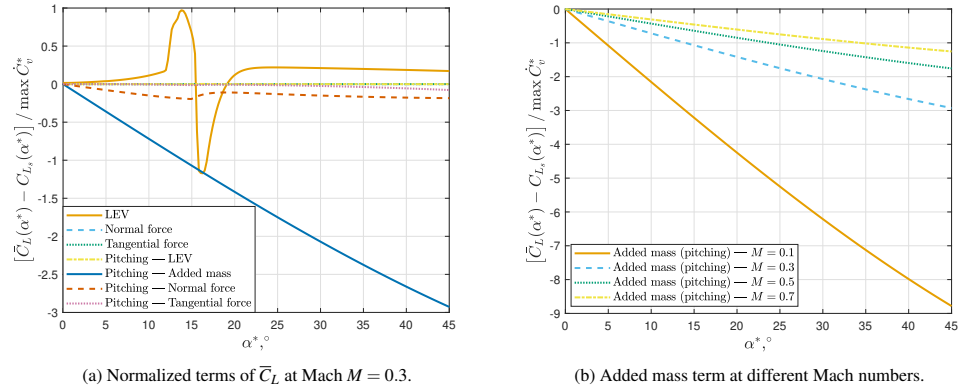 1
0.5
0
-0.5
-1
-1.5
-2
-2.5
-3
0 5 10 15 20 25 30 35 40 45
[C̅_L(α*) − C_{L_s}(α*)] / max Ċ_v*
α*,°
LEV
Normal force
Tangential force
Pitching — LEV
Pitching — Added mass
Pitching — Normal force
Pitching — Tangential force
(a) Normalized terms of C̅_L at Mach M = 0.3.
0
-1
-2
-3
-4
-5
-6
-7
-8
-9
0 5 10 15 20 25 30 35 40 45
[C̅_L(α*) − C_{L_s}(α*)] / max Ċ_v*
α*,°
Added mass (pitching) — M = 0.1
Added mass (pitching) — M = 0.3
Added mass (pitching) — M = 0.5
Added mass (pitching) — M = 0.7
(b) Added mass term at different Mach numbers.